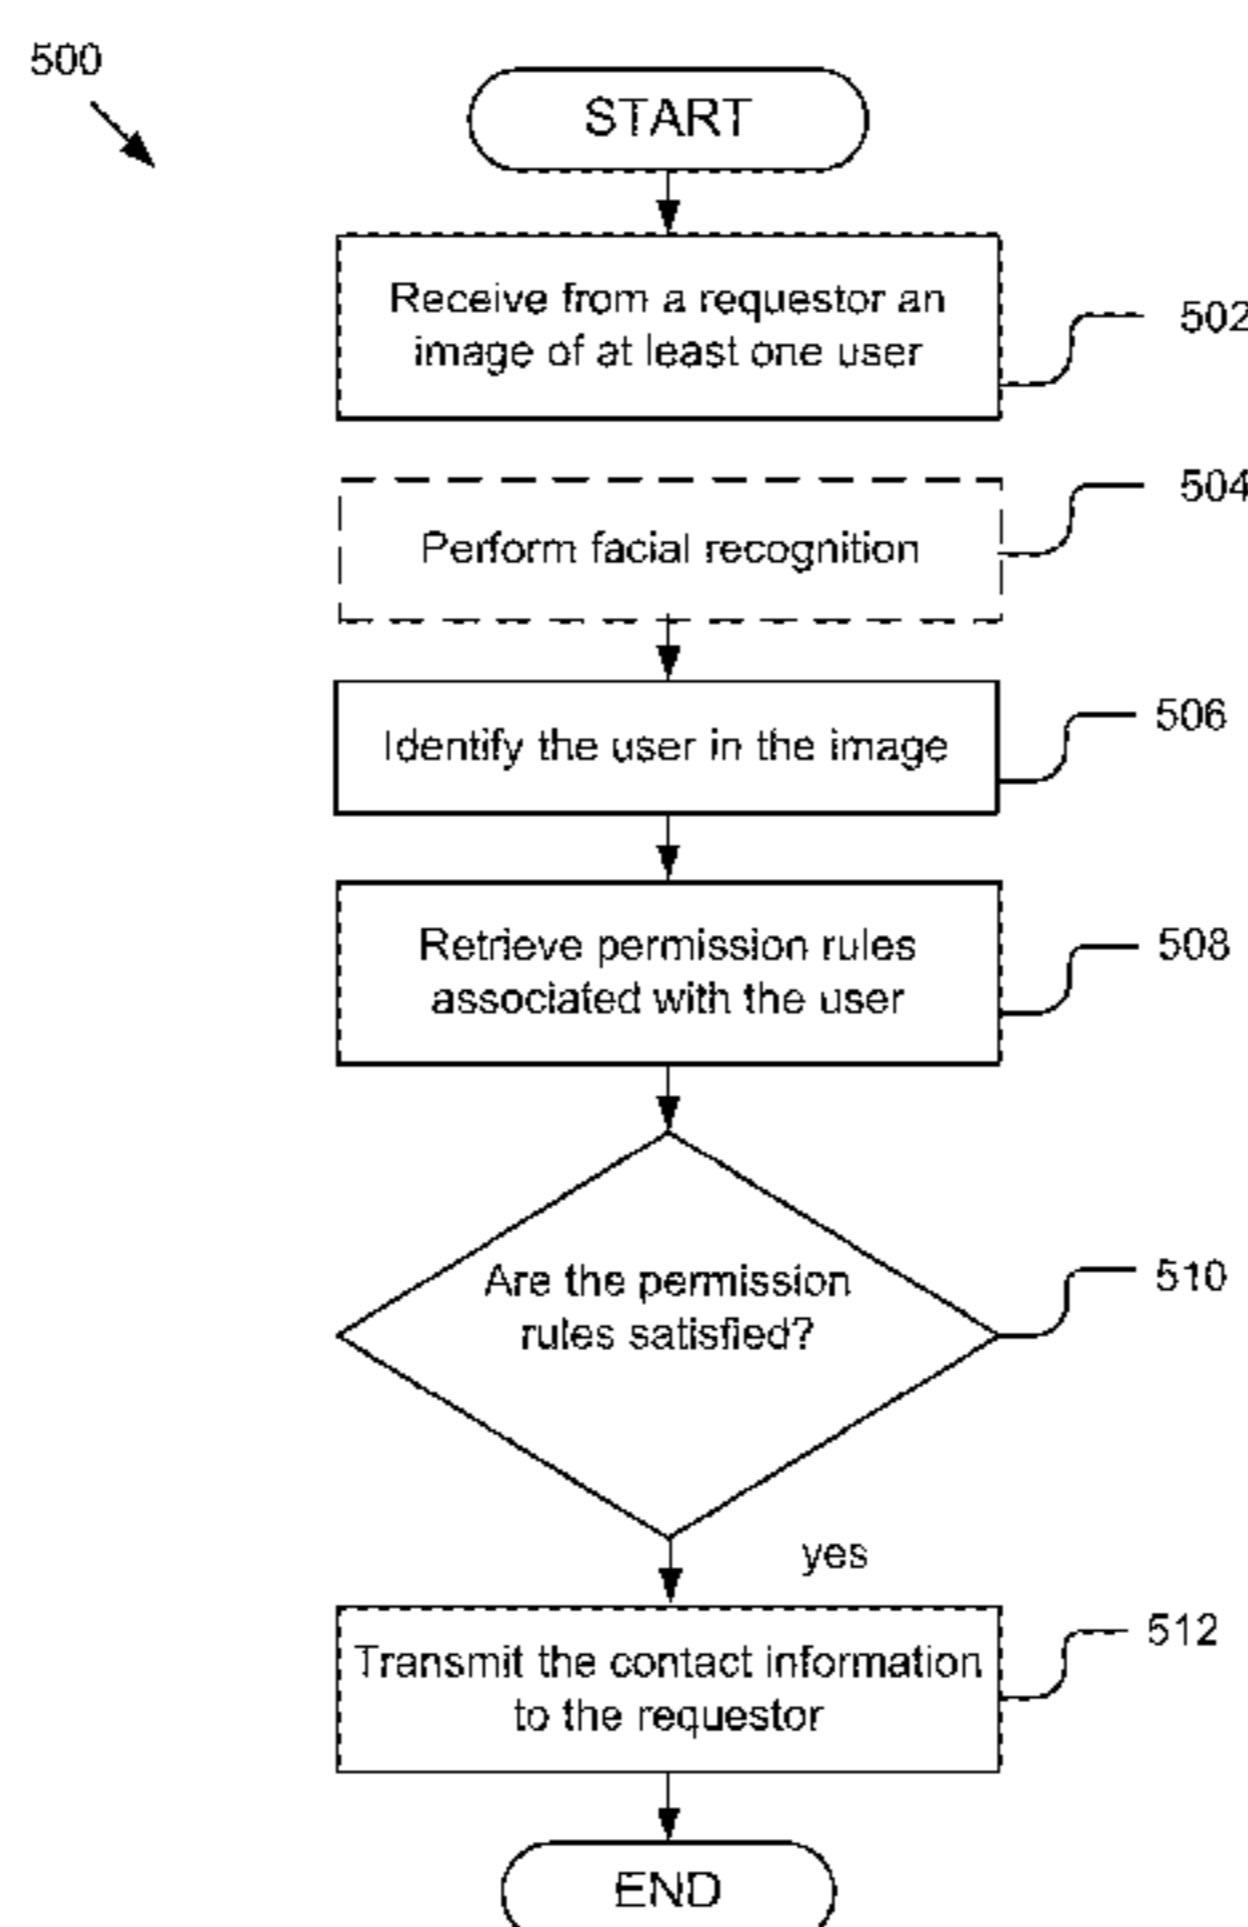 500
START
Receive from a requestor an
image of at least one user
502
504
Perform facial recognition
Identify the user in the image
506
Retrieve permission rules
associated with the user
508
Are the permission
rules satisfied?
510
yes
Transmit the contact information
to the requestor
512
END